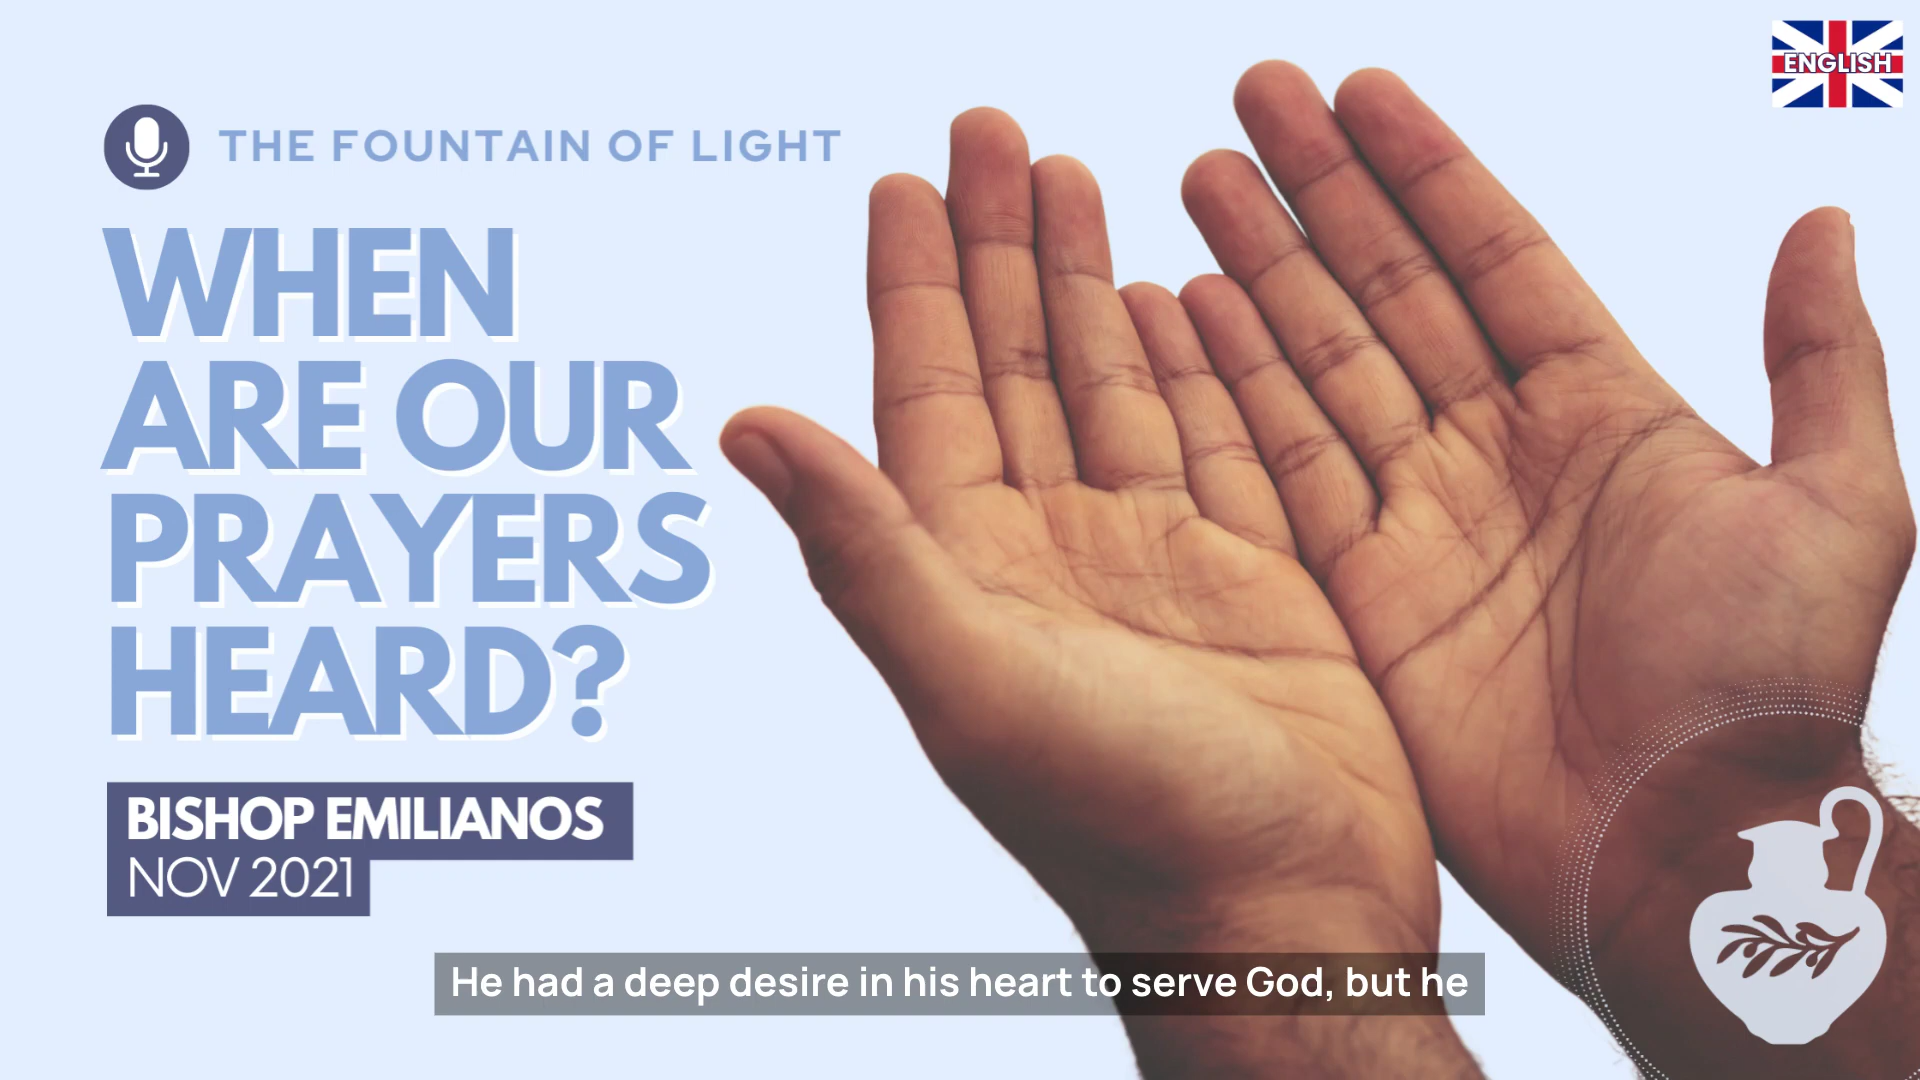 ENGLISH
THE FOUNTAIN OF LIGHT
WHEN
ARE OUR
PRAYERS
HEARD?
BISHOP EMILIANOS
NOV 2021
He had a deep desire in his heart to serve God, but he